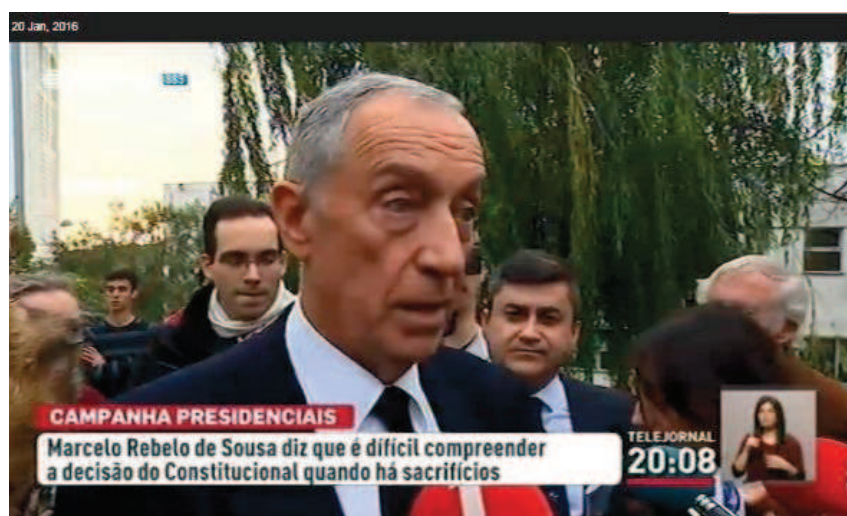 20 Jan, 2016
CAMPANHA PRESIDENCIAIS
Marcelo Rebelo de Sousa diz que é difícil compreender
a decisão do Constitucional quando há sacrifícios
TELEJORNAL
20:08